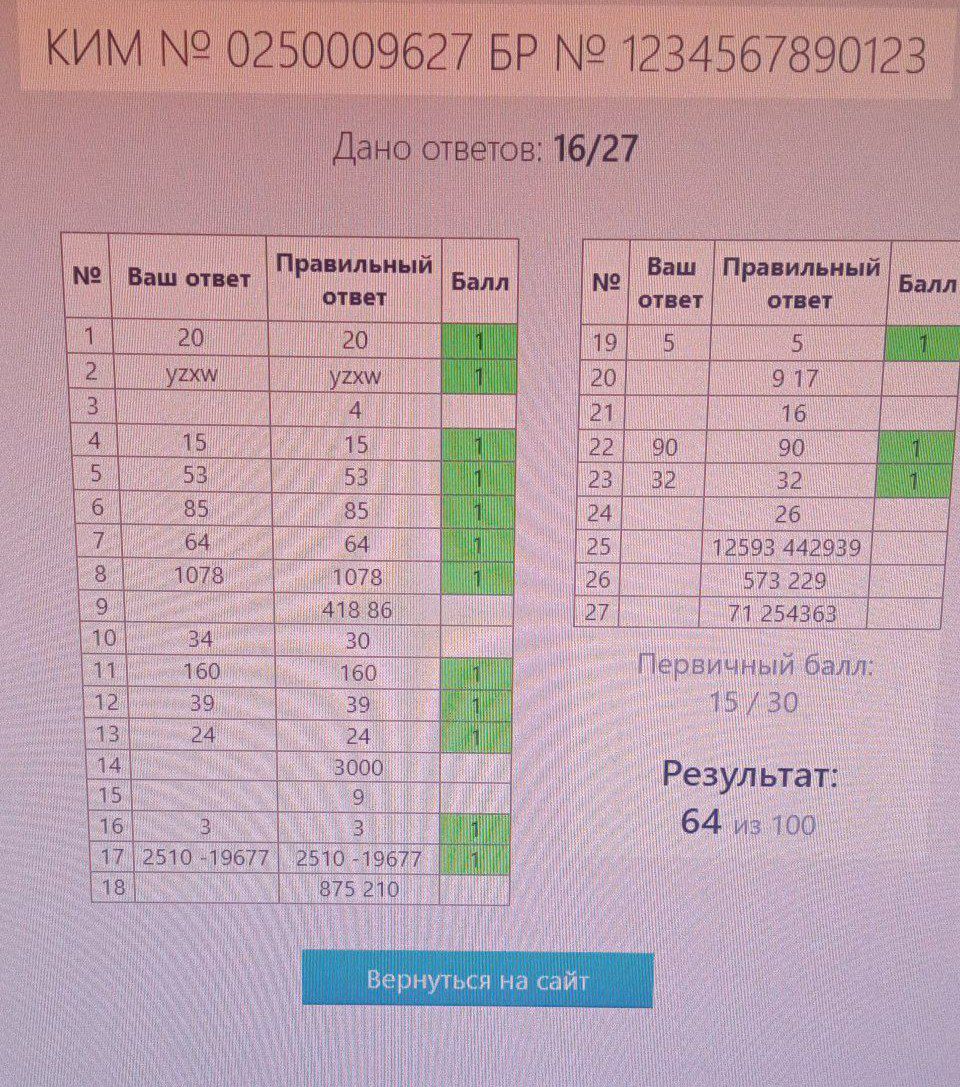 КИМ № 0250009627 БР № 1234567890123
Дано ответов: 16/27
№ Ваш ответ Правильный ответ Балл
1 20 20 1
2 yzxw yzxw 1
3 4
4 15 15 1
5 53 53 1
6 85 85 1
7 64 64 1
8 1078 1078 1
9 418 86
10 34 30
11 160 160 1
12 39 39 1
13 24 24 1
14 3000
15 9
16 3 3 1
17 2510 -19677 2510 -19677 1
18 875 210
№ Ваш ответ Правильный ответ Балл
19 5 5 1
20 9 17
21 16
22 90 90 1
23 32 32 1
24 26
25 12593 442939
26 573 229
27 71 254363
Первичный балл:
15 / 30
Результат:
64 из 100
Вернуться на сайт